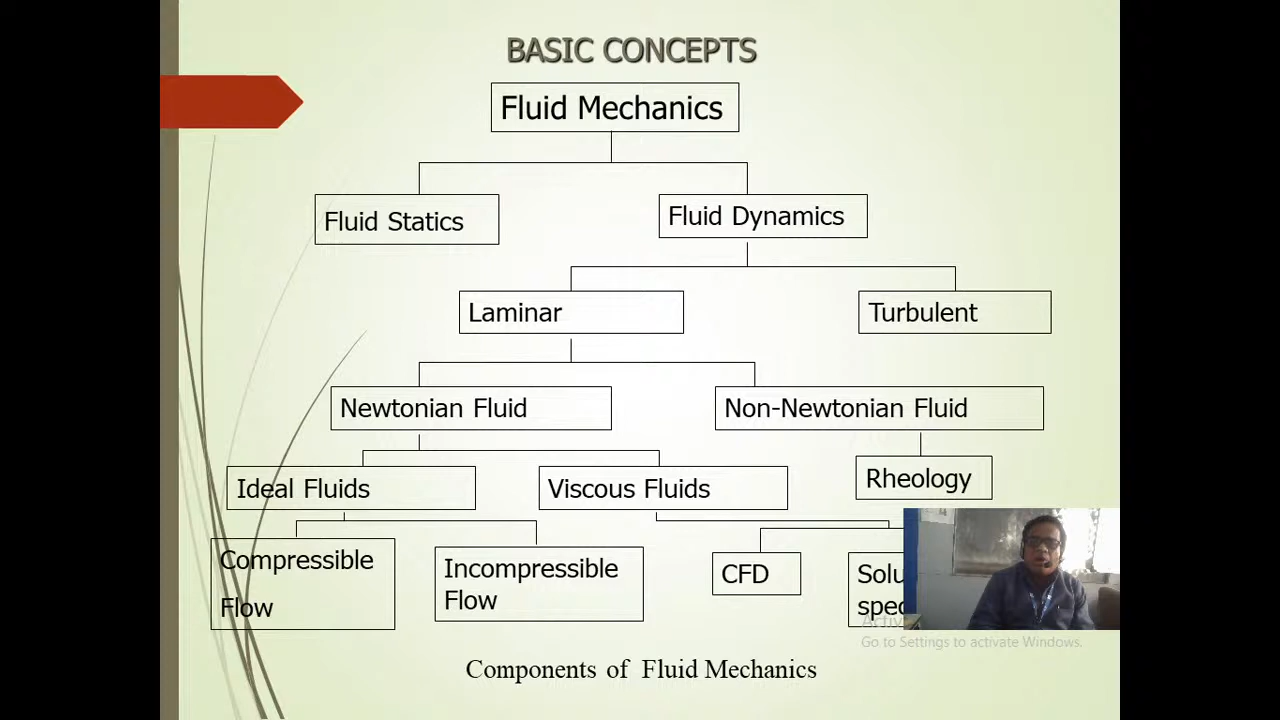 BASIC CONCEPTS
Fluid Mechanics
Fluid Statics
Fluid Dynamics
Laminar
Turbulent
Newtonian Fluid
Non-Newtonian Fluid
Rheology
Ideal Fluids
Viscous Fluids
Compressible
Flow
Incompressible
Flow
CFD
Go to Settings to activate Windows.
Components of Fluid Mechanics